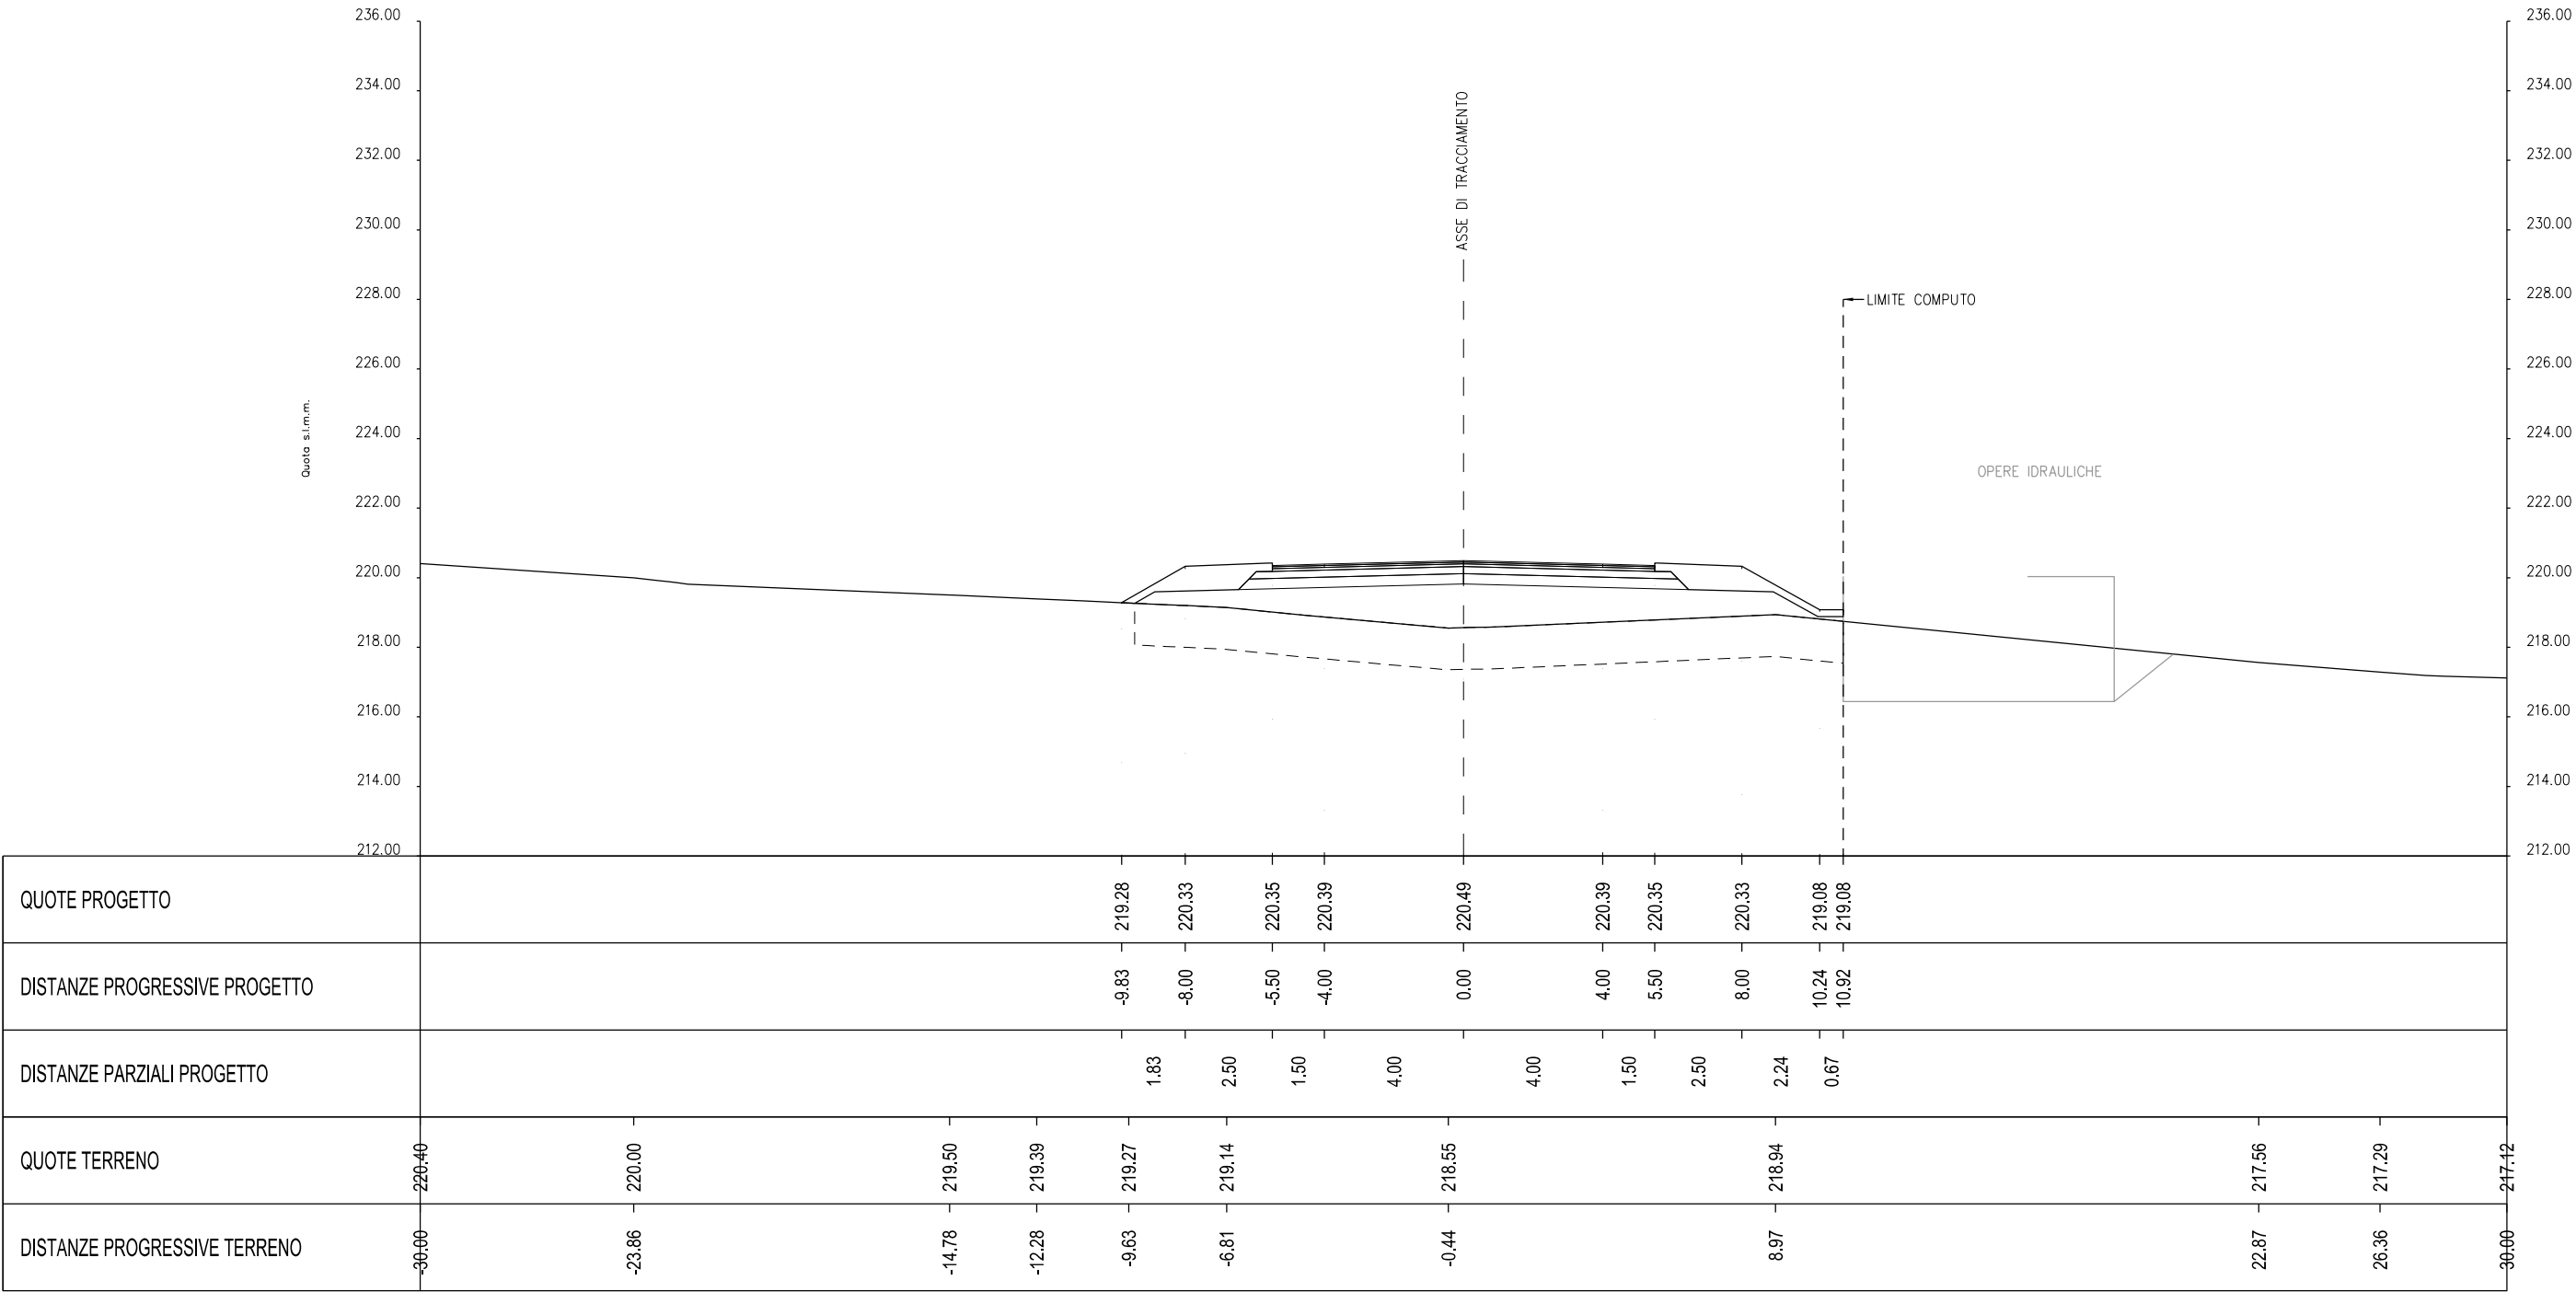 236.00 236.00
234.00 234.00
232.00 232.00
230.00 230.00
228.00 228.00
226.00 226.00
224.00 224.00
222.00 222.00
220.00 220.00
218.00 218.00
216.00 216.00
214.00 214.00
212.00 212.00
Quota s.l.m.m.
ASSE DI TRACCIAMENTO
LIMITE COMPUTO
OPERE IDRAULICHE
QUOTE PROGETTO 219.28 220.33 220.35 220.39 220.49 220.39 220.35 220.33 219.08 219.08
DISTANZE PROGRESSIVE PROGETTO -9.83 -8.00 -5.50 -4.00 0.00 4.00 5.50 8.00 10.24 10.92
DISTANZE PARZIALI PROGETTO 1.83 2.50 1.50 4.00 4.00 1.50 2.50 2.24 0.67
QUOTE TERRENO 220.40 220.00 219.50 219.39 219.27 219.14 218.55 218.94 217.56 217.29 217.12
DISTANZE PROGRESSIVE TERRENO -30.00 -23.86 -14.78 -12.28 -9.63 -6.81 -0.44 8.97 22.87 26.36 30.00